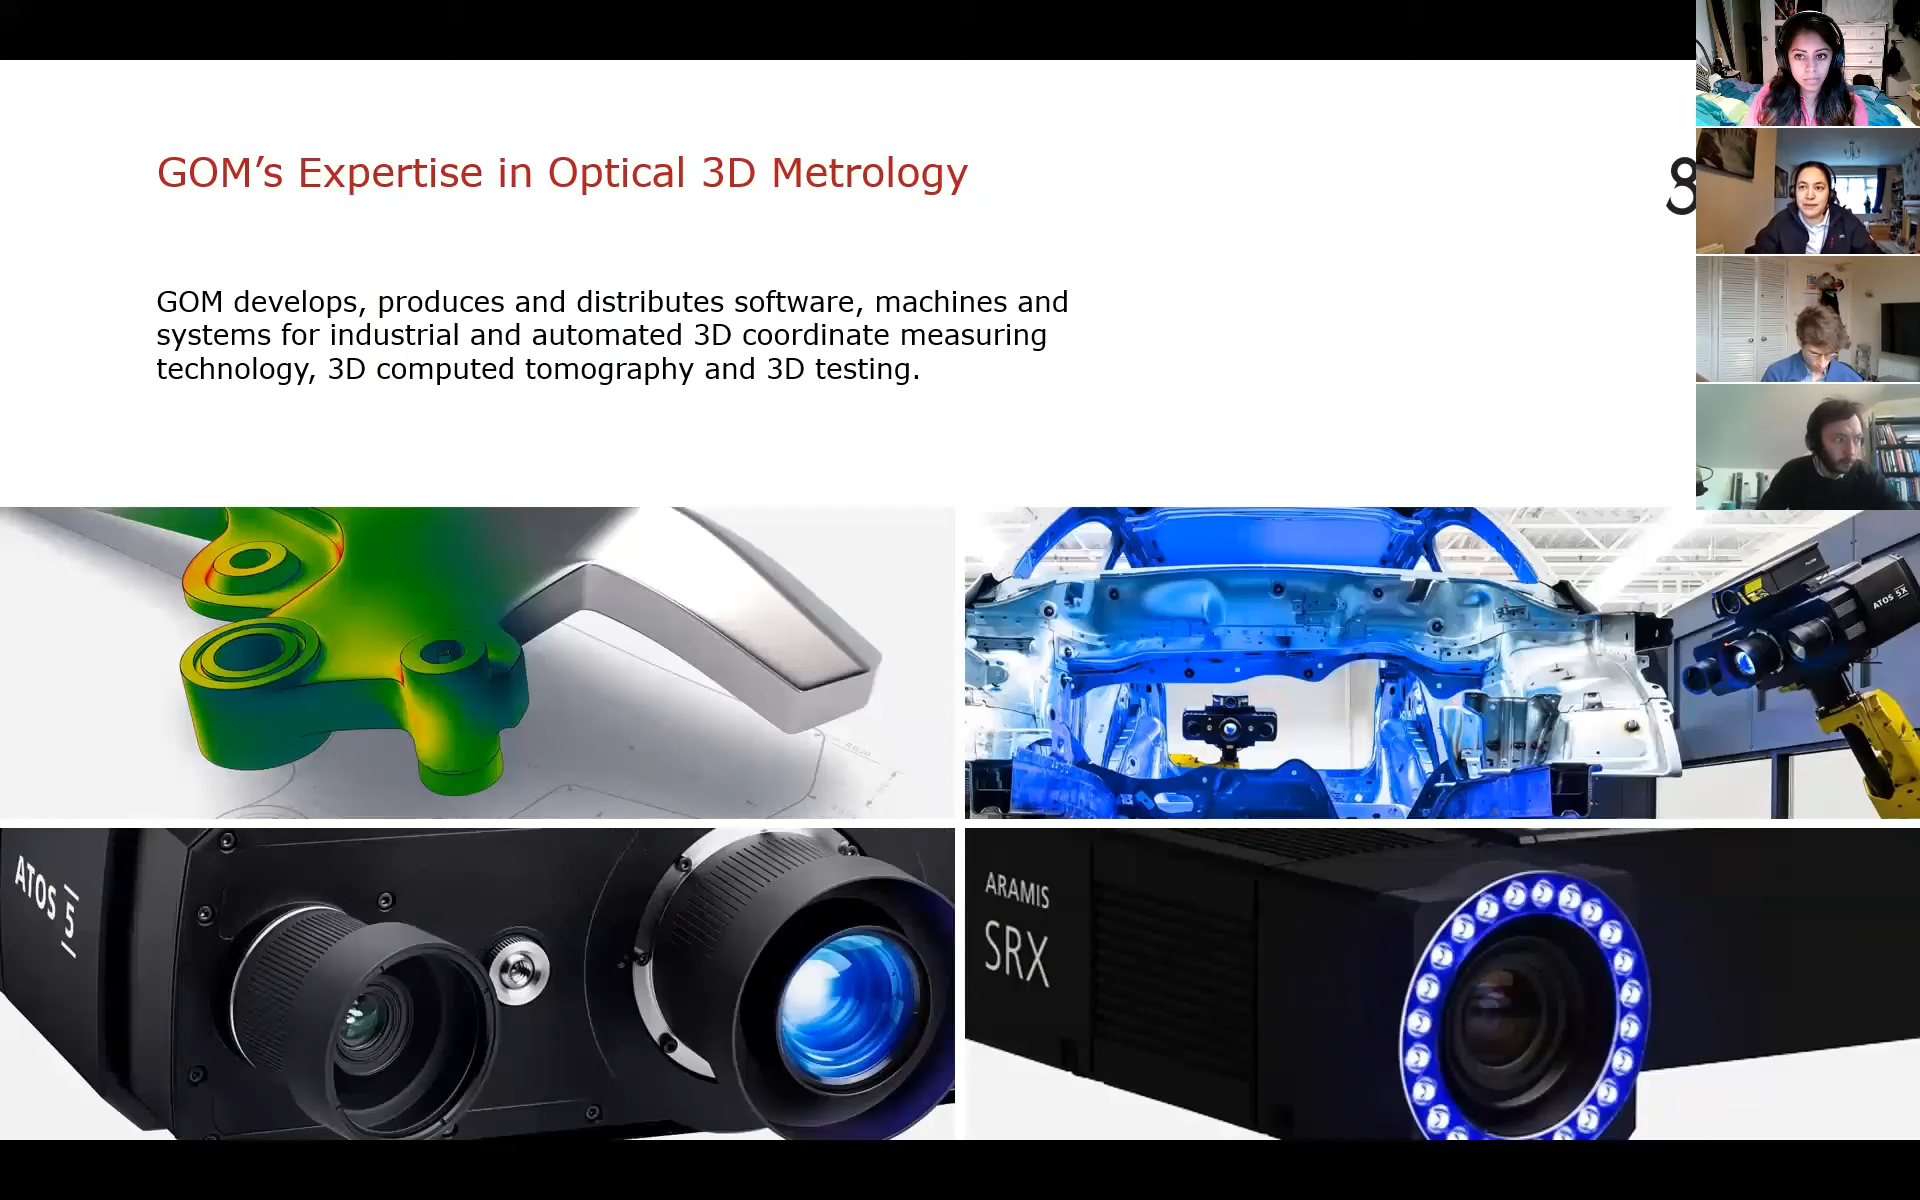 GOM’s Expertise in Optical 3D Metrology
GOM develops, produces and distributes software, machines and
systems for industrial and automated 3D coordinate measuring
technology, 3D computed tomography and 3D testing.
ATOS 5X
ATOS 5
ARAMIS
SRX